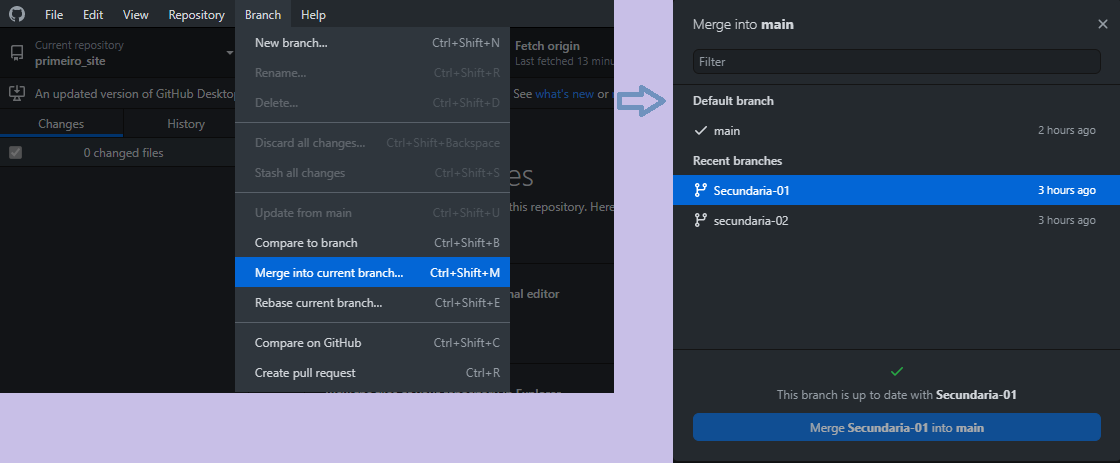 File Edit View Repository Branch Help
Current repository
primeiro_site
Fetch origin
Last fetched 13 minu
An updated version of GitHub Deskto
See what's new or
Changes History
0 changed files
es
this repository. Here
nal editor
New branch... Ctrl+Shift+N
Rename... Ctrl+Shift+R
Delete... Ctrl+Shift+D
Discard all changes... Ctrl+Shift+Backspace
Stash all changes Ctrl+Shift+S
Update from main Ctrl+Shift+U
Compare to branch Ctrl+Shift+B
Merge into current branch... Ctrl+Shift+M
Rebase current branch... Ctrl+Shift+E
Compare on GitHub Ctrl+Shift+C
Create pull request Ctrl+R
Merge into main
Filter
Default branch
main 2 hours ago
Recent branches
Secundaria-01 3 hours ago
secundaria-02 3 hours ago
This branch is up to date with Secundaria-01
Merge Secundaria-01 into main